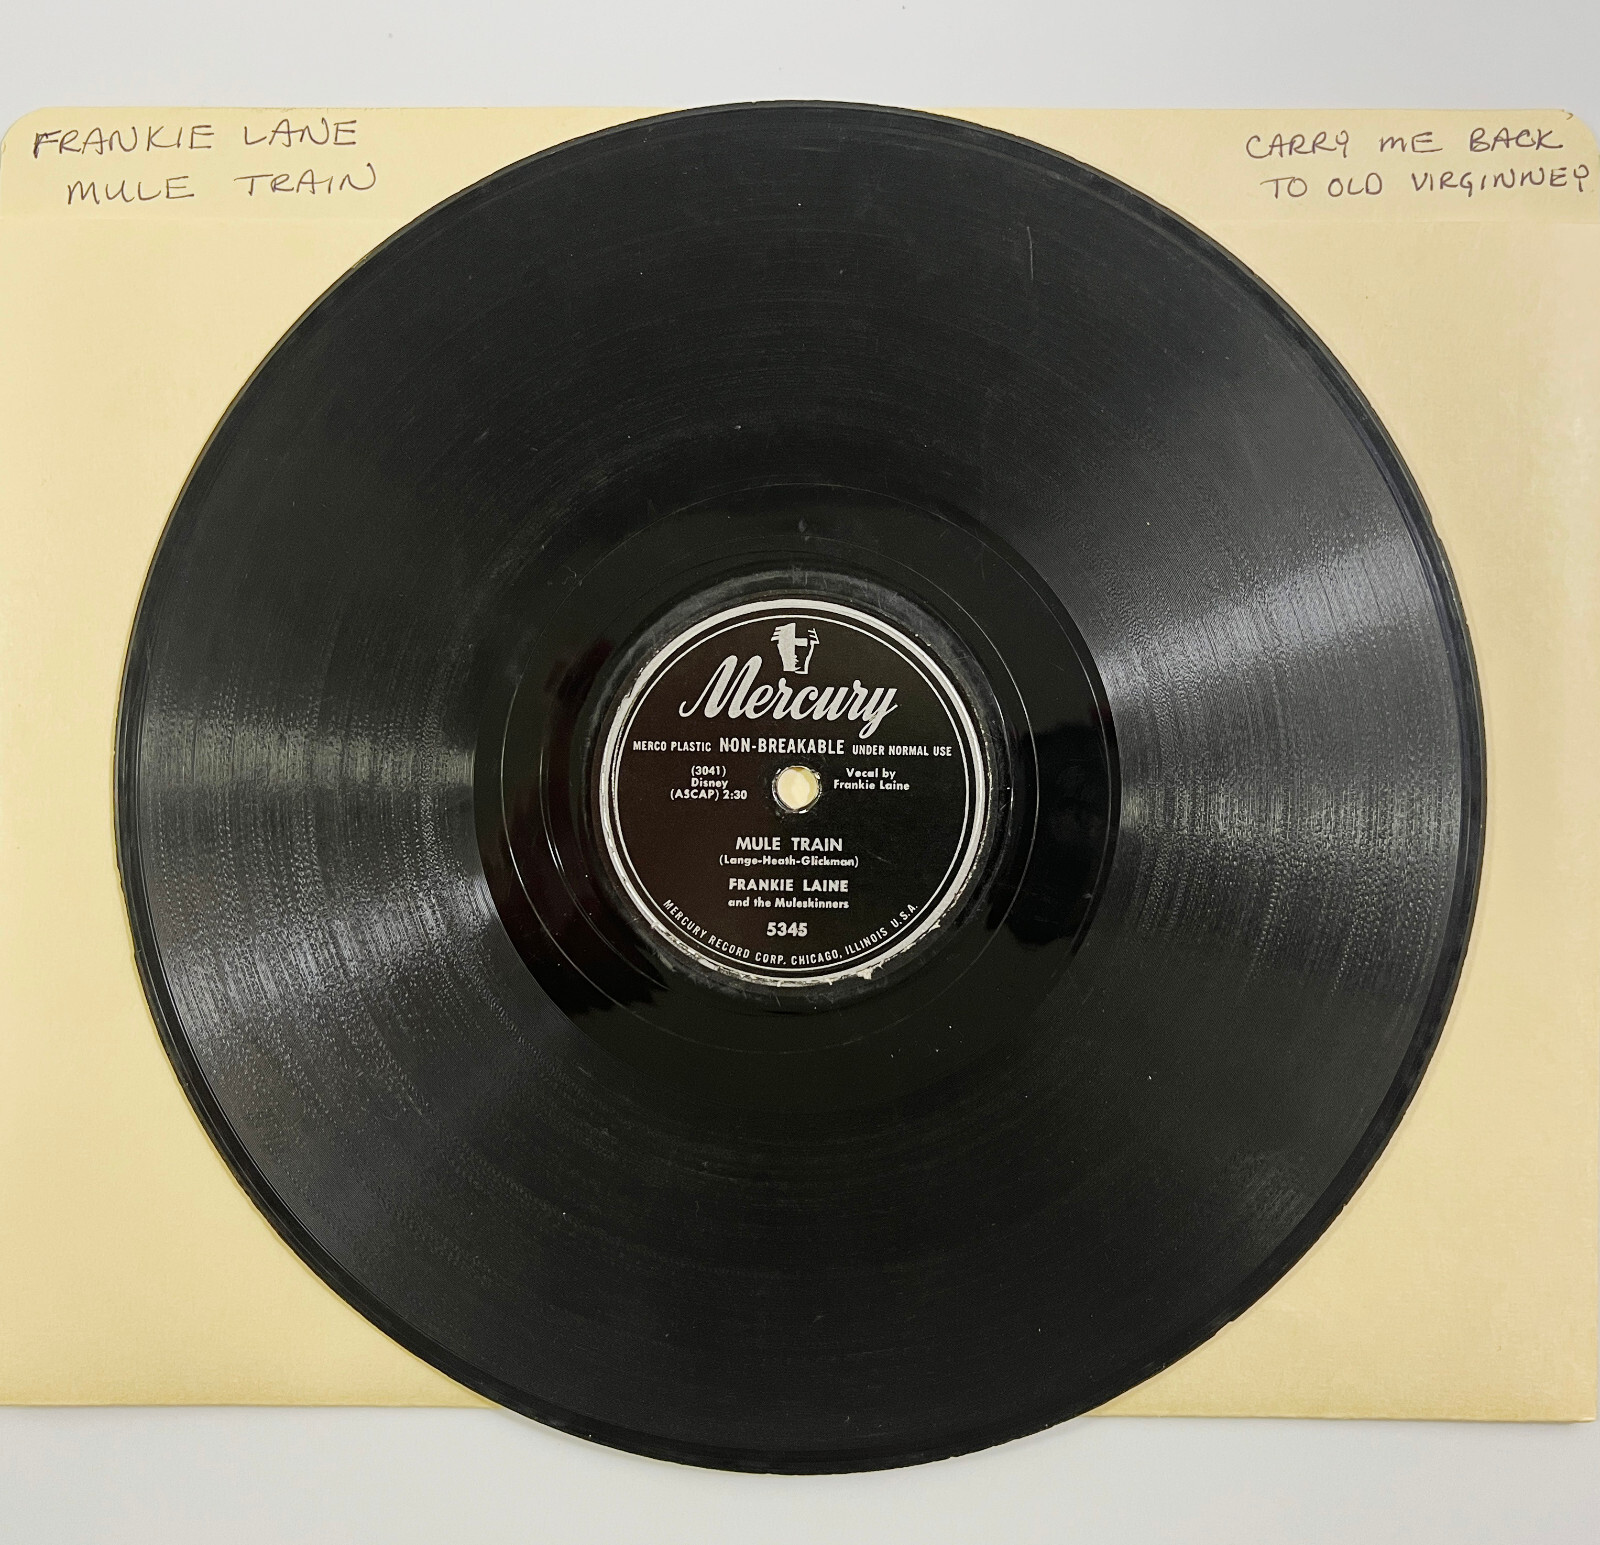 FRANKIE LANE
MULE TRAIN
CARRY ME BACK
TO OLD VIRGINNEY
Mercury
MERCO PLASTIC NON-BREAKABLE UNDER NORMAL USE
(3041)
Disney
(ASCAP) 2:30
Vocal by
Frankie Laine
MULE TRAIN
(Lange-Heath-Glickman)
FRANKIE LAINE
and the Muleskinners
5345
MERCURY RECORD CORP. CHICAGO, ILLINOIS U.S.A.